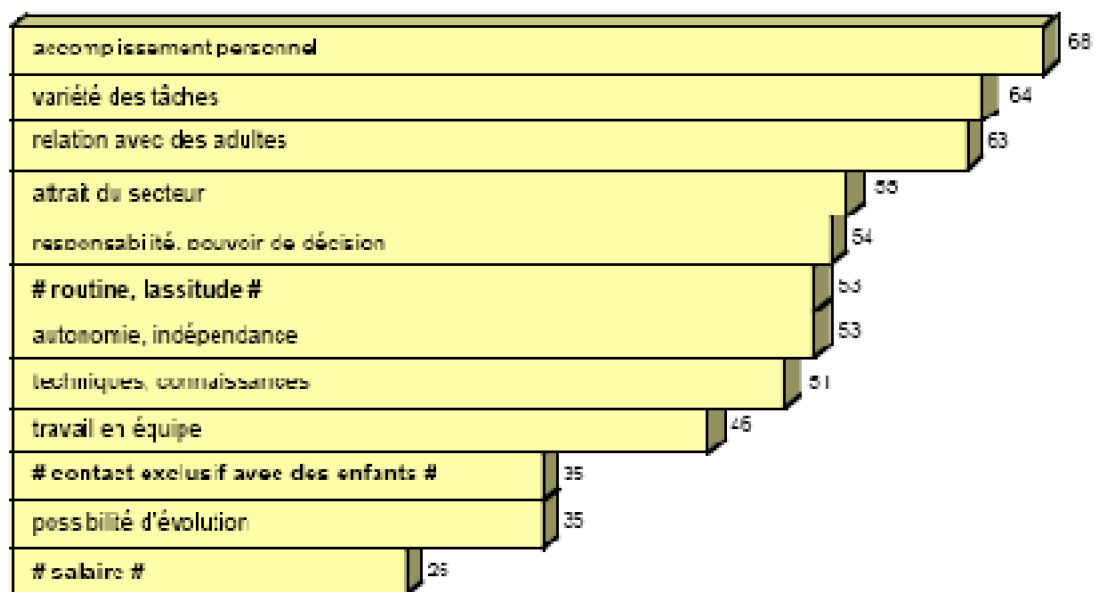 accomplissement personnel 68
variété des tâches 64
relation avec des adultes 63
attrait du secteur 55
responsabilité, pouvoir de décision 54
# routine, lassitude # 53
autonomie, indépendance 53
techniques, connaissances 51
travail en équipe 46
# contact exclusif avec des enfants # 35
possibilité d'évolution 35
# salaire # 26